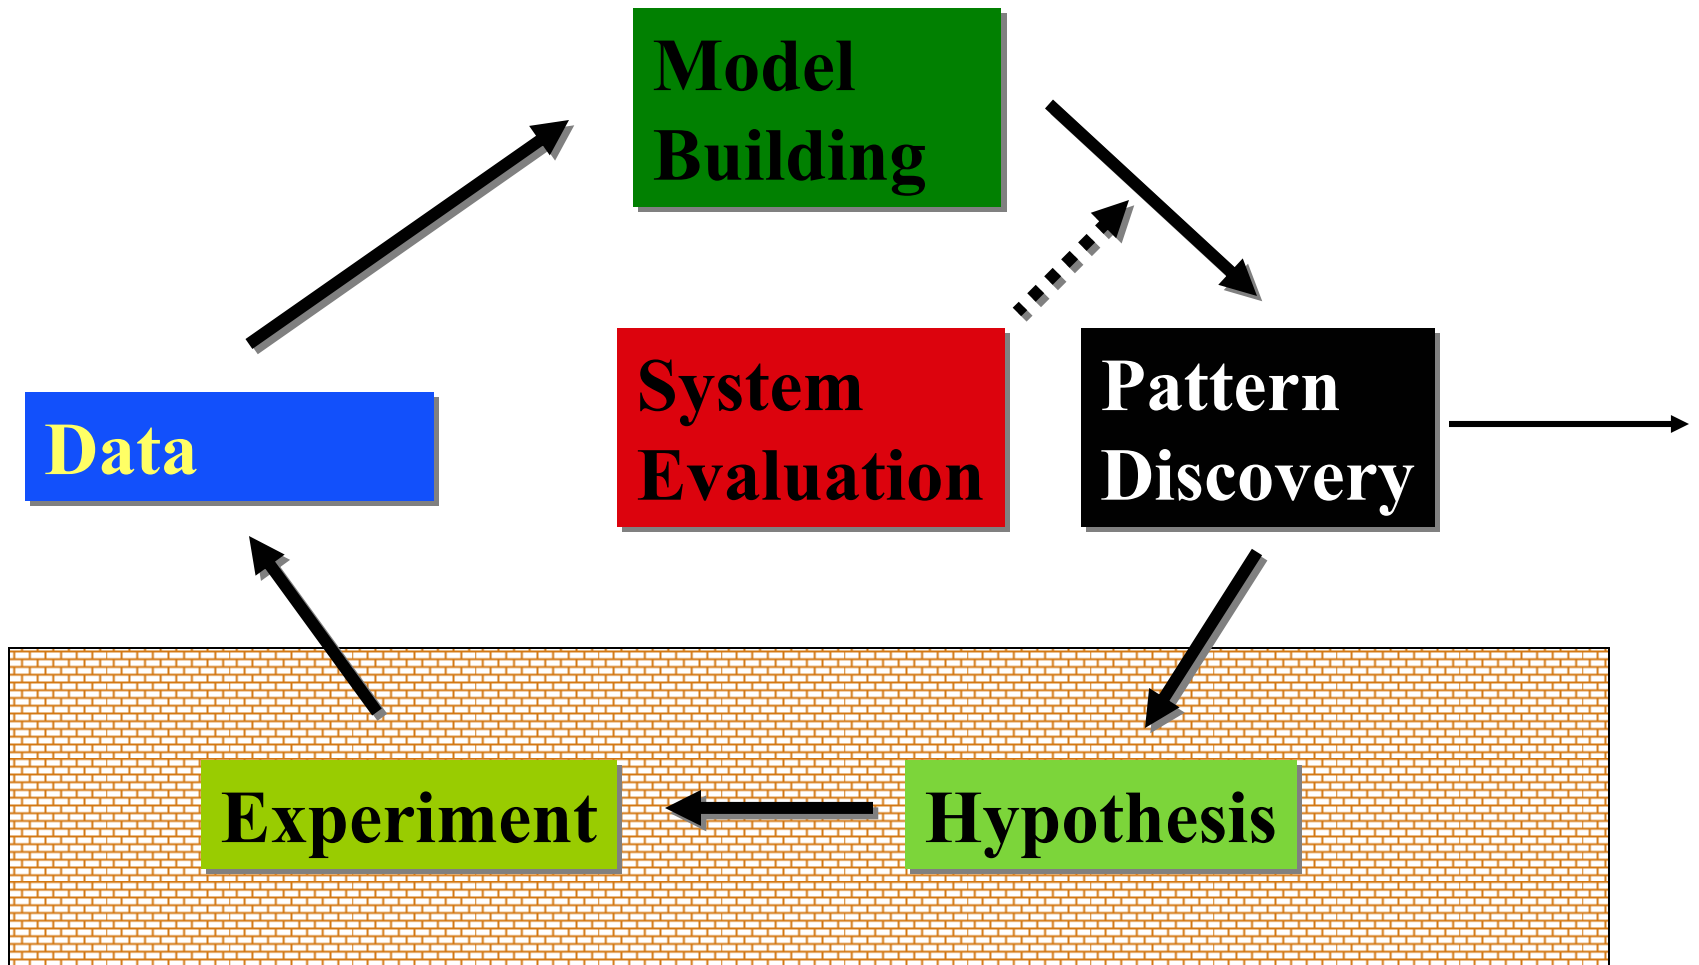 Model
Building
System
Evaluation
Pattern
Discovery
Data
Experiment
Hypothesis